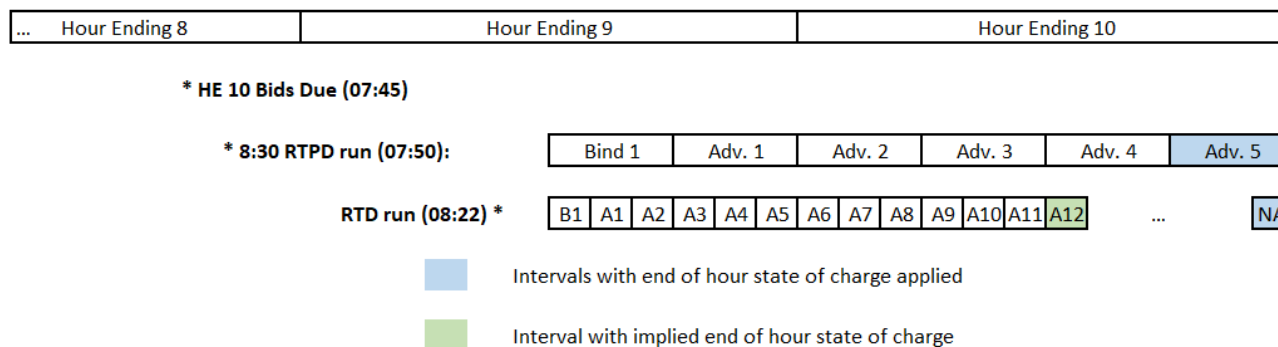 ... Hour Ending 8 Hour Ending 9 Hour Ending 10
* HE 10 Bids Due (07:45)
* 8:30 RTPD run (07:50): Bind 1 Adv. 1 Adv. 2 Adv. 3 Adv. 4 Adv. 5
RTD run (08:22) * B1 A1 A2 A3 A4 A5 A6 A7 A8 A9 A10 A11 A12 ... NA
Intervals with end of hour state of charge applied
Interval with implied end of hour state of charge